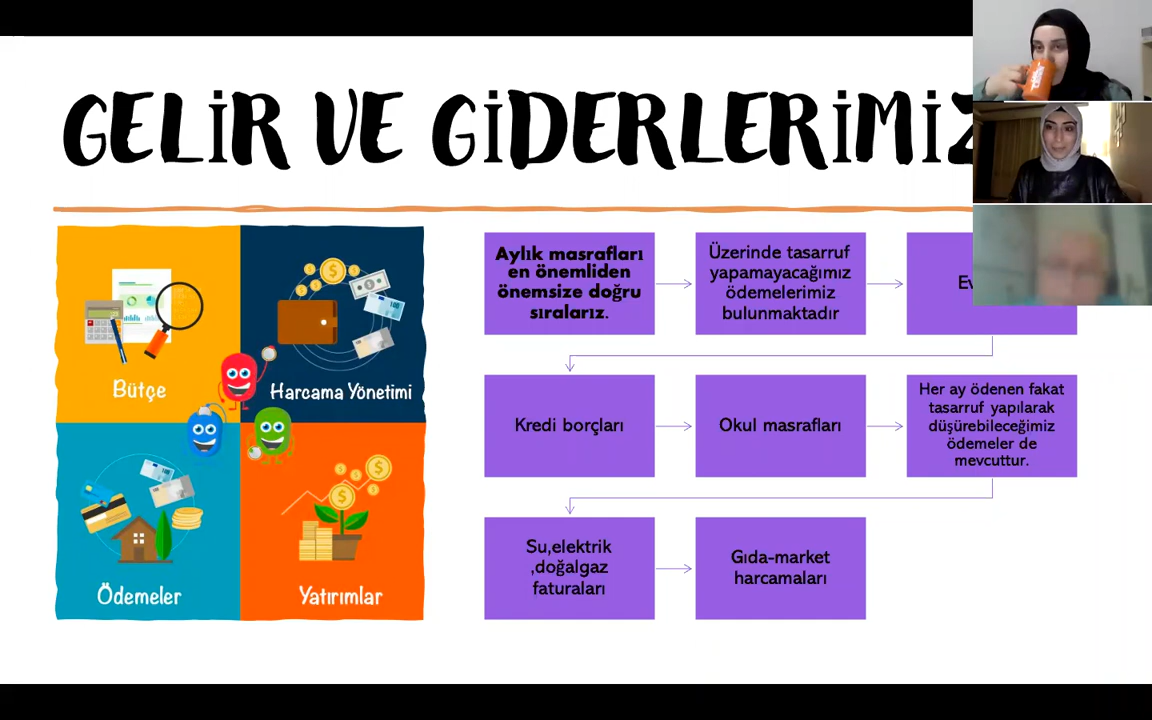 GELİR VE GİDERLERİMİZ
Bütçe
Harcama Yönetimi
Ödemeler
Yatırımlar
Aylık masrafları
en önemliden
önemsize doğru
sıralarız.
Üzerinde tasarruf
yapamayacağımız
ödemelerimiz
bulunmaktadır
Kredi borçları
Okul masrafları
Her ay ödenen fakat
tasarruf yapılarak
düşürebileceğimiz
ödemeler de
mevcuttur.
Su,elektrik
,doğalgaz
faturaları
Gıda-market
harcamaları